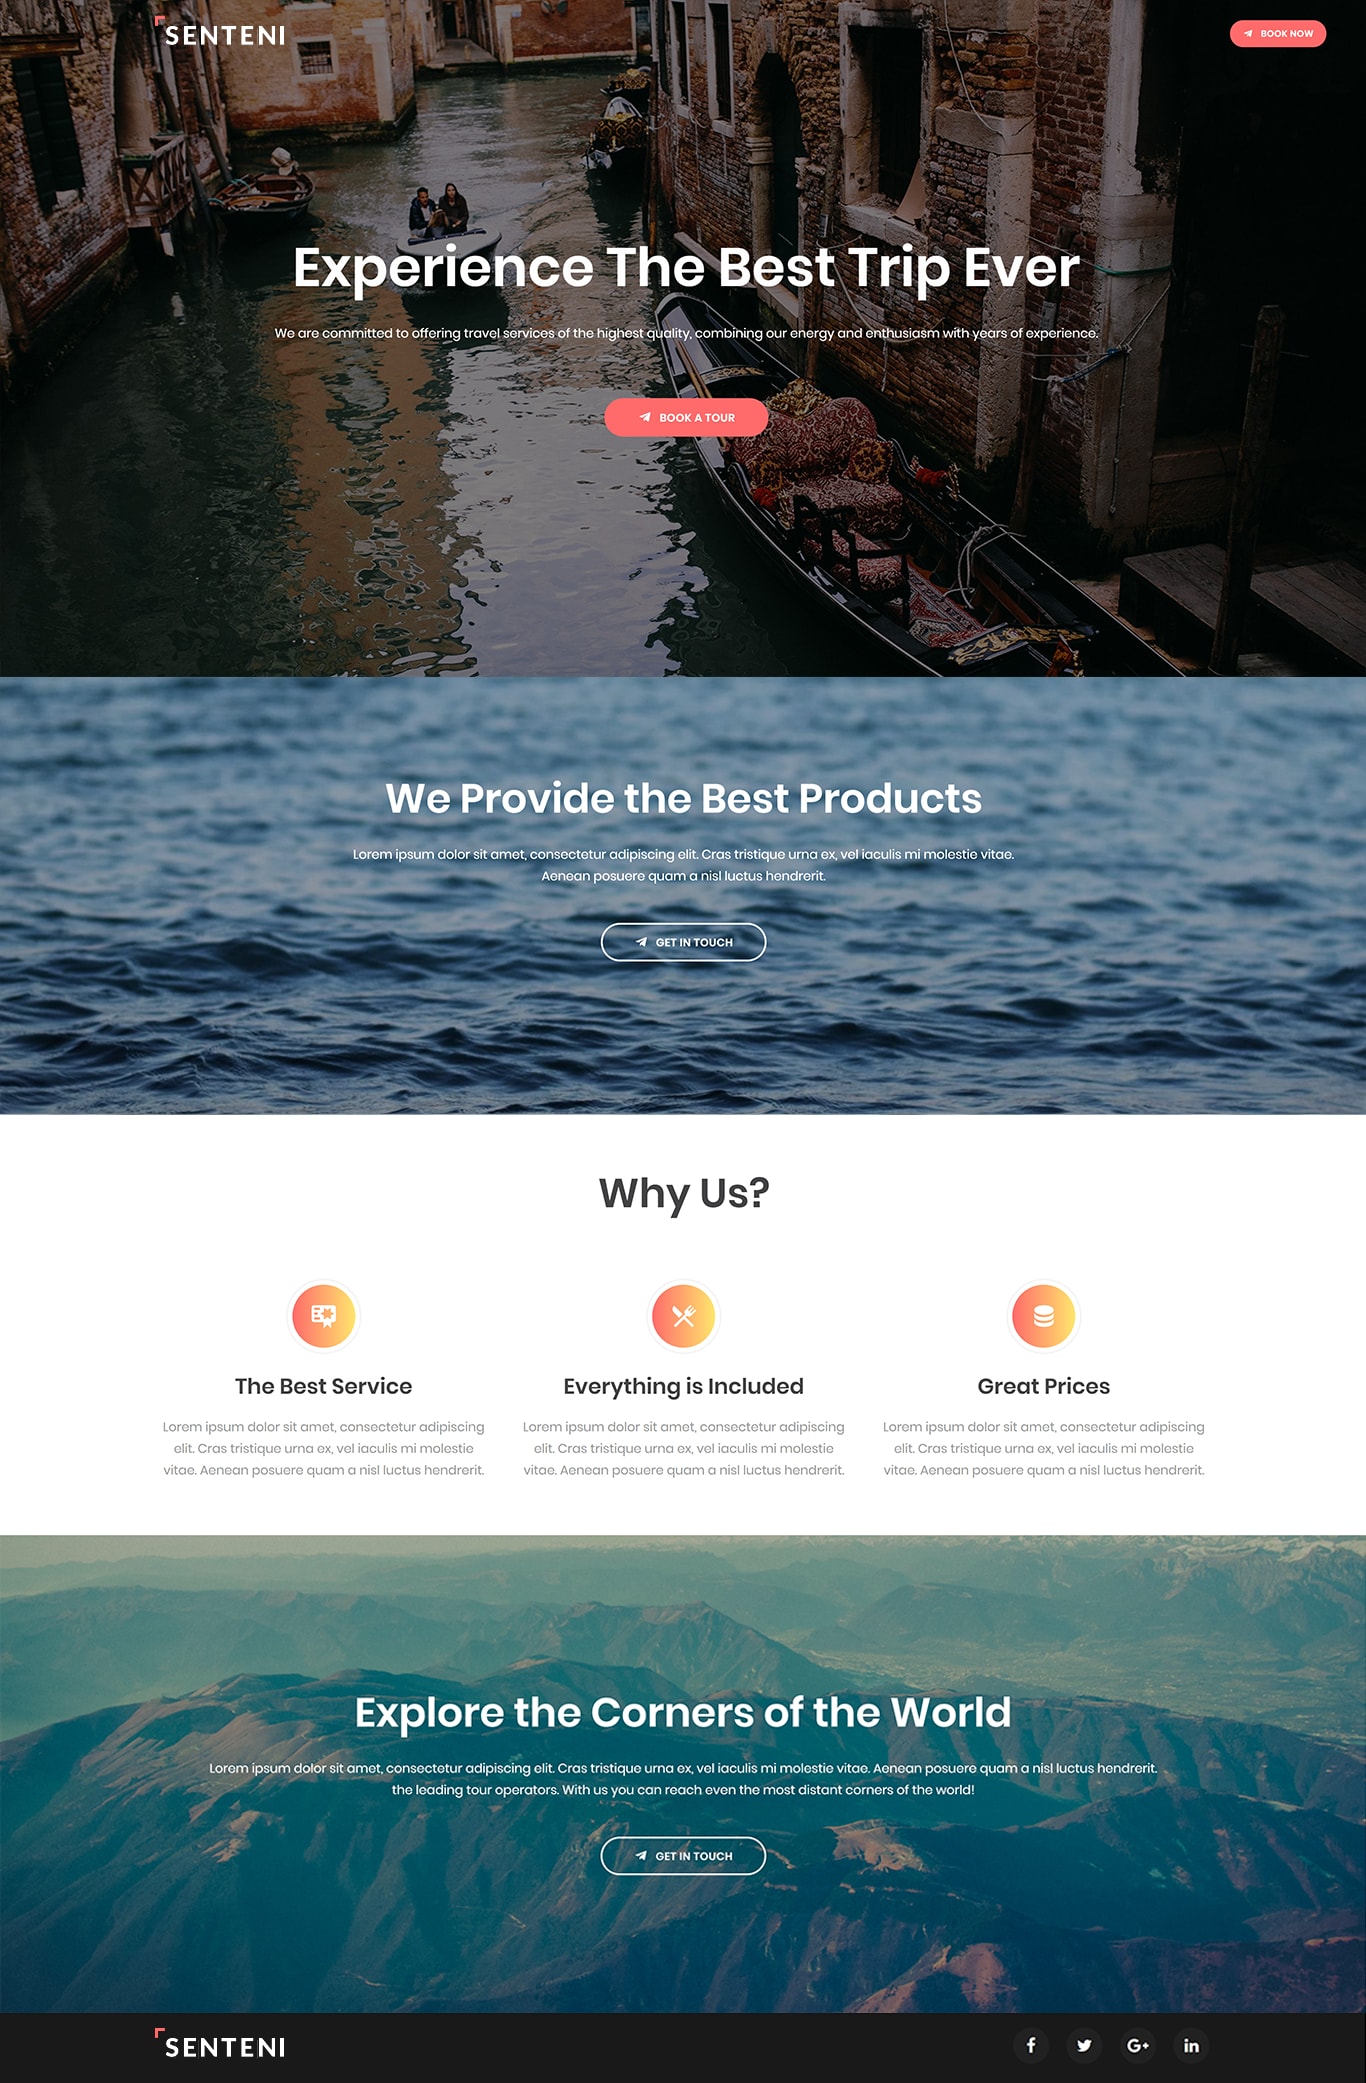 SENTENI
BOOK NOW
Experience The Best Trip Ever
We are committed to offering travel services of the highest quality, combining our energy and enthusiasm with years of experience.
BOOK A TOUR
We Provide the Best Products
Lorem ipsum dolor sit amet, consectetur adipiscing elit. Cras tristique urna ex, vel iaculis mi molestie vitae.
Aenean posuere quam a nisl luctus hendrerit.
GET IN TOUCH
Why Us?
The Best Service
Lorem ipsum dolor sit amet, consectetur adipiscing
elit. Cras tristique urna ex, vel iaculis mi molestie
vitae. Aenean posuere quam a nisl luctus hendrerit.
Everything is Included
Lorem ipsum dolor sit amet, consectetur adipiscing
elit. Cras tristique urna ex, vel iaculis mi molestie
vitae. Aenean posuere quam a nisl luctus hendrerit.
Great Prices
Lorem ipsum dolor sit amet, consectetur adipiscing
elit. Cras tristique urna ex, vel iaculis mi molestie
vitae. Aenean posuere quam a nisl luctus hendrerit.
Explore the Corners of the World
Lorem ipsum dolor sit amet, consectetur adipiscing elit. Cras tristique urna ex, vel iaculis mi molestie vitae. Aenean posuere quam a nisl luctus hendrerit.
the leading tour operators. With us you can reach even the most distant corners of the world!
GET IN TOUCH
SENTENI